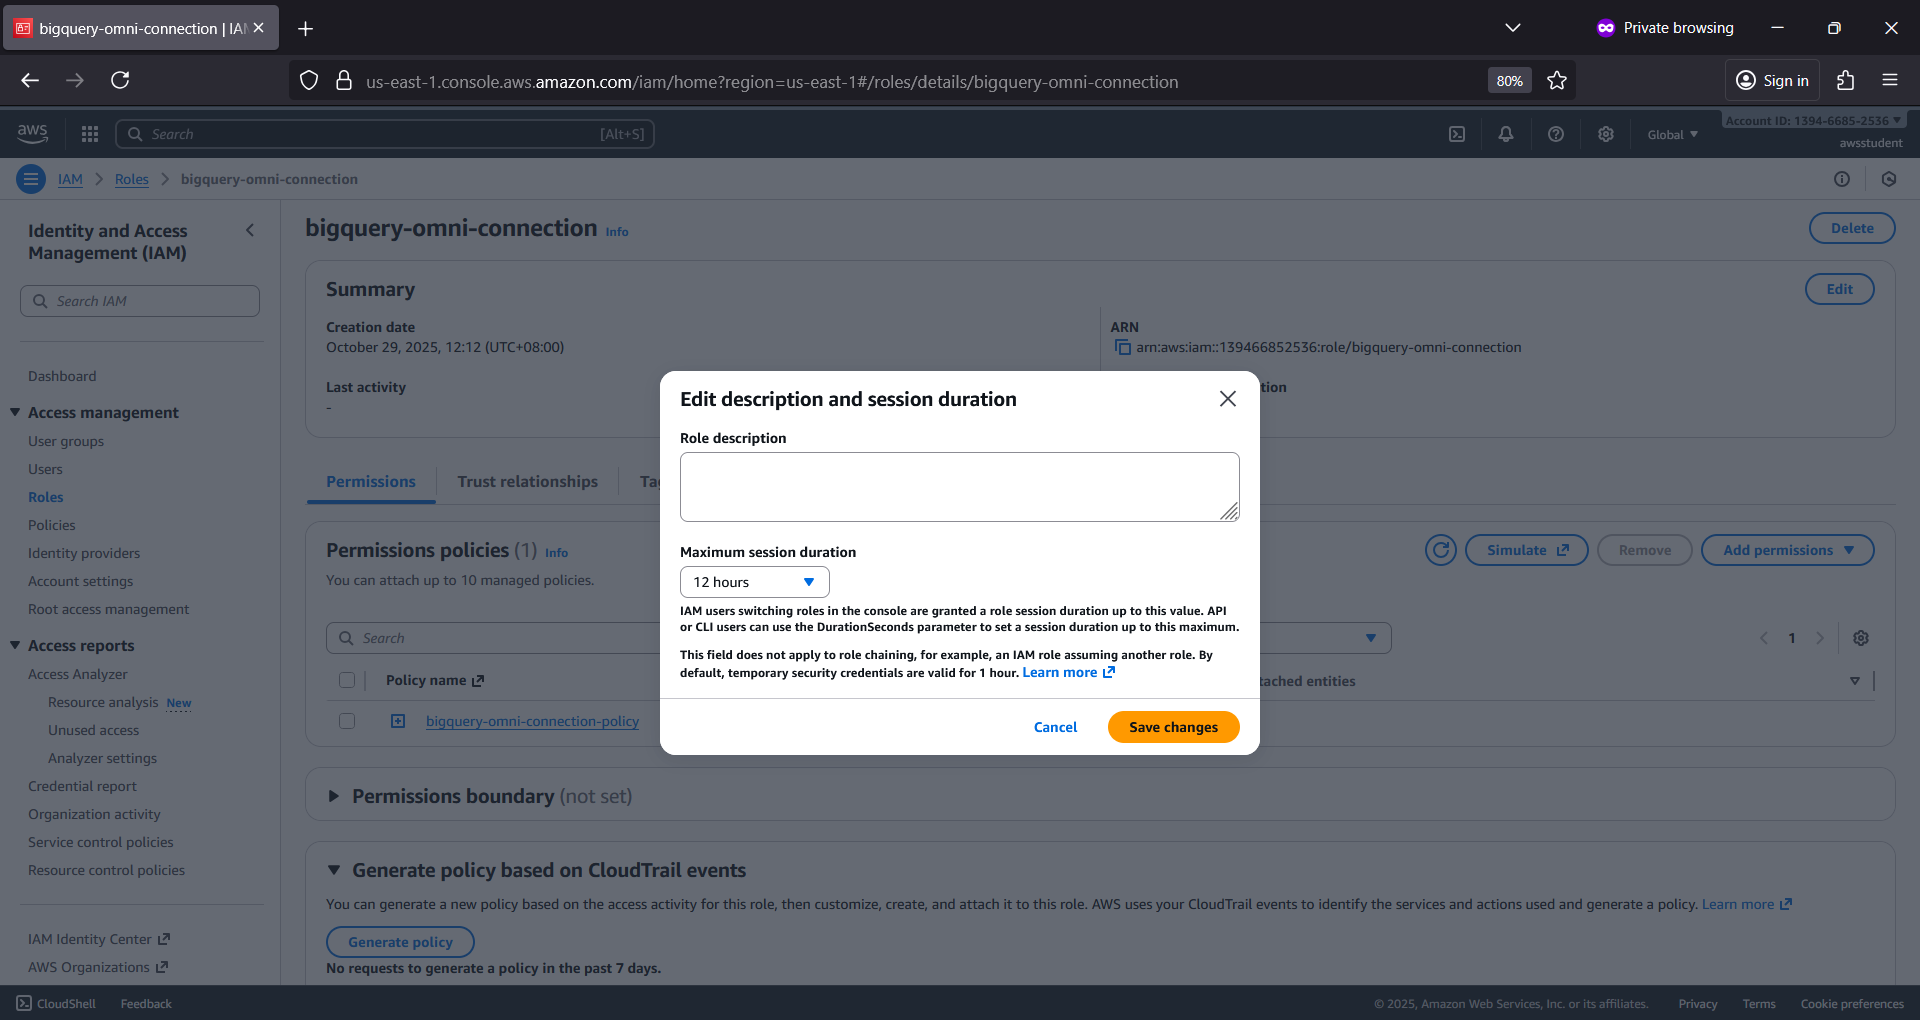 bigquery-omni-connection | IAM
Private browsing
us-east-1.console.aws.amazon.com/iam/home?region=us-east-1#/roles/details/bigquery-omni-connection
80%
Sign in
aws
Search
[Alt+S]
Global
Account ID: 1394-6685-2536
awsstudent
IAM
Roles
bigquery-omni-connection
Identity and Access
Management (IAM)
Search IAM
Dashboard
Access management
User groups
Users
Roles
Policies
Identity providers
Account settings
Root access management
Access reports
Access Analyzer
Resource analysis New
Unused access
Analyzer settings
Credential report
Organization activity
Service control policies
Resource control policies
IAM Identity Center
AWS Organizations
bigquery-omni-connection Info
Delete
Summary
Edit
Creation date
October 29, 2025, 12:12 (UTC+08:00)
ARN
arn:aws:iam::139466852536:role/bigquery-omni-connection
Last activity
-
tion
Permissions
Trust relationships
Ta
Permissions policies (1) Info
You can attach up to 10 managed policies.
Simulate
Remove
Add permissions
Search
1
Policy name
tached entities
bigquery-omni-connection-policy
Edit description and session duration
Role description
Maximum session duration
12 hours
IAM users switching roles in the console are granted a role session duration up to this value. API
or CLI users can use the DurationSeconds parameter to set a session duration up to this maximum.
This field does not apply to role chaining, for example, an IAM role assuming another role. By
default, temporary security credentials are valid for 1 hour. Learn more
Cancel
Save changes
Permissions boundary (not set)
Generate policy based on CloudTrail events
You can generate a new policy based on the access activity for this role, then customize, create, and attach it to this role. AWS uses your CloudTrail events to identify the services and actions used and generate a policy. Learn more
Generate policy
No requests to generate a policy in the past 7 days.
CloudShell
Feedback
© 2025, Amazon Web Services, Inc. or its affiliates.
Privacy
Terms
Cookie preferences